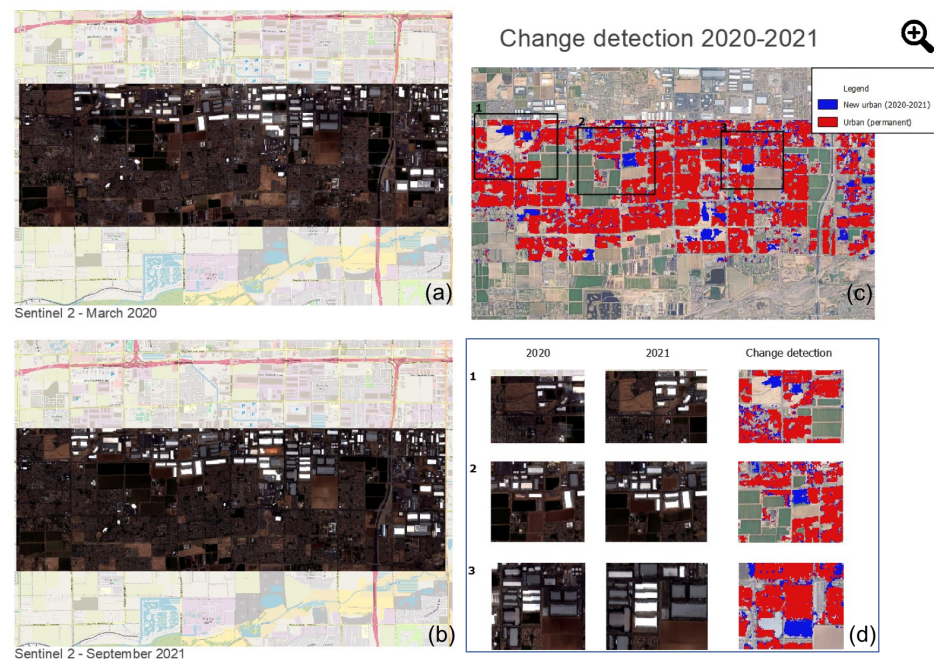 (a)
Sentinel 2 - March 2020
(b)
Sentinel 2 - September 2021
Change detection 2020-2021
Legend
New urban (2020-2021)
Urban (permanent)
1
2
3
(c)
2020 2021 Change detection
1
2
3
(d)